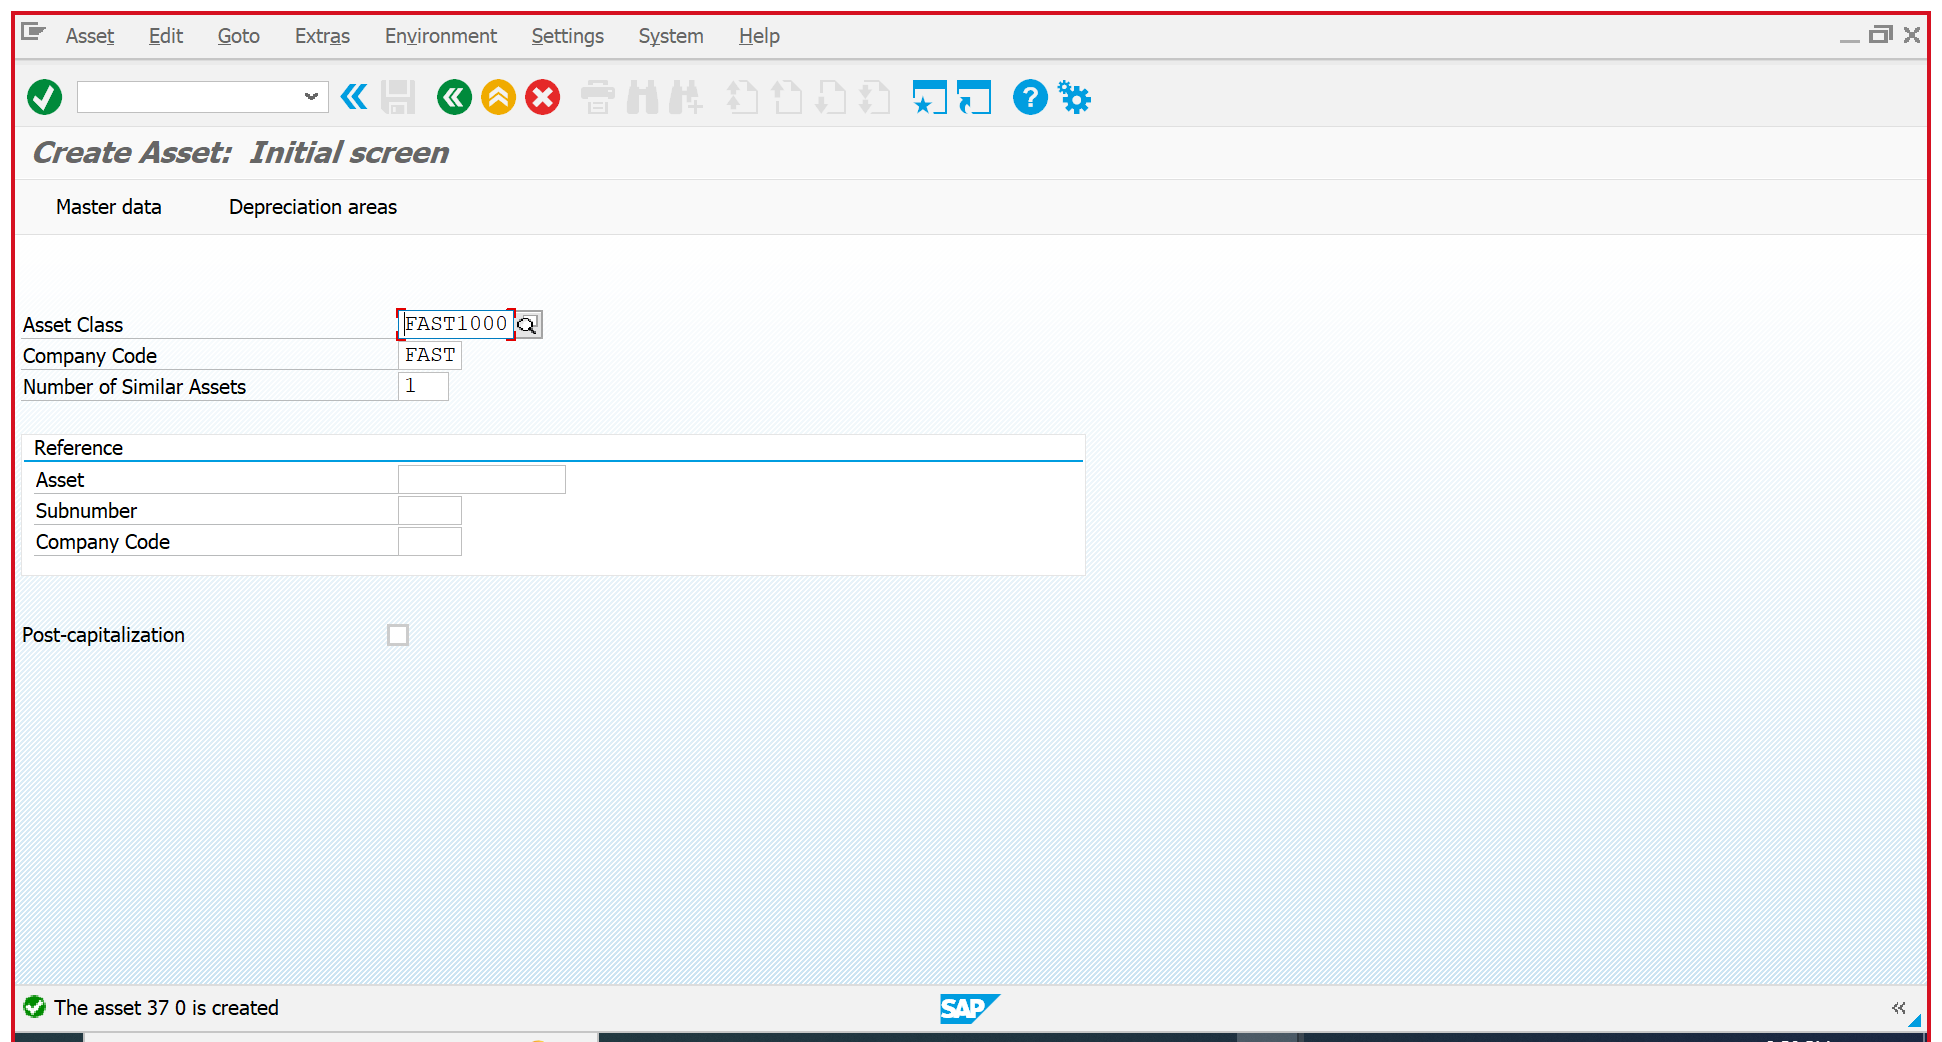 Asset Edit Goto Extras Environment Settings System Help
Create Asset: Initial screen
Master data Depreciation areas
Asset Class FAST1000
Company Code FAST
Number of Similar Assets 1
Reference
Asset
Subnumber
Company Code
Post-capitalization
The asset 37 0 is created
SAP